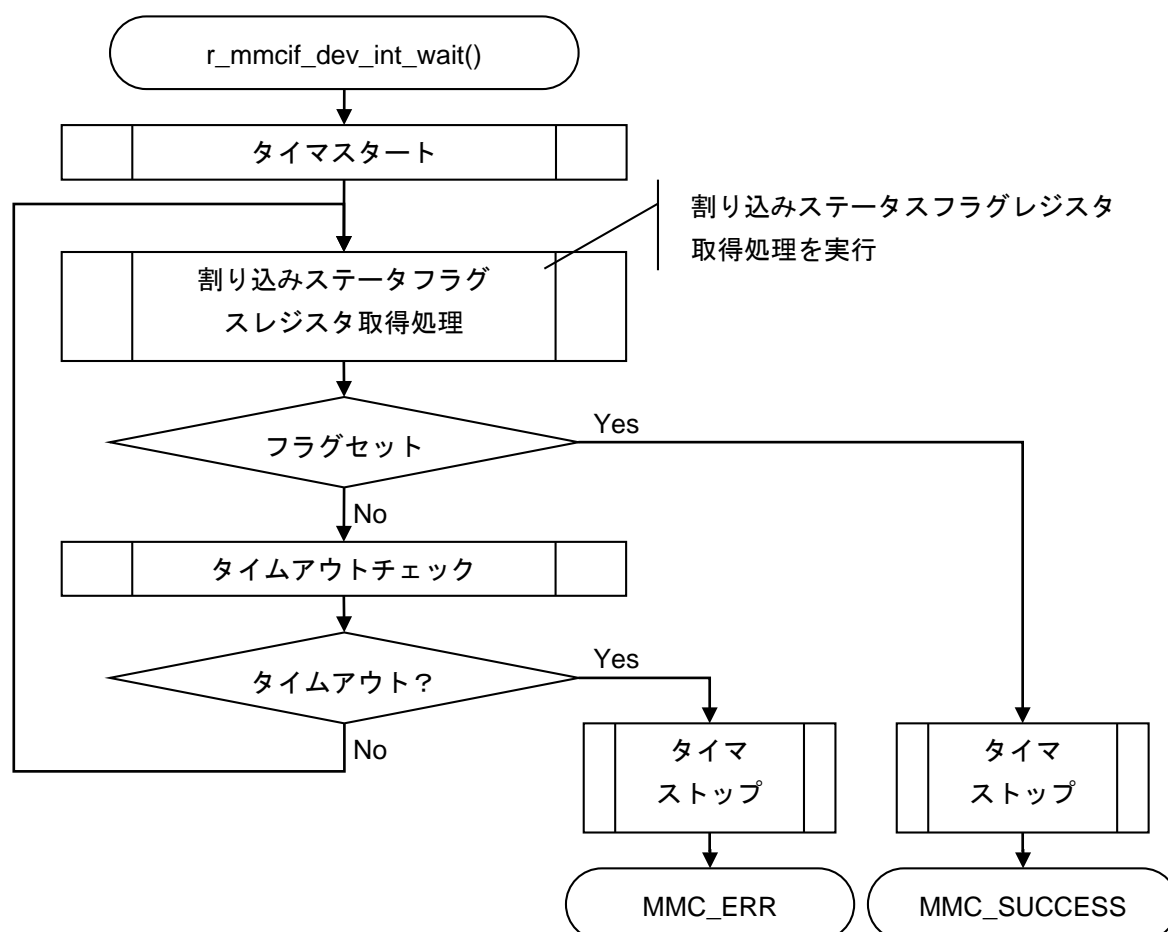 r_mmcif_dev_int_wait()
タイマスタート
割り込みステータスフラグレジスタ
取得処理を実行
割り込みステータフラグ
スレジスタ取得処理
フラグセット
Yes
No
タイムアウトチェック
タイムアウト？
Yes
No
タイマ
ストップ
タイマ
ストップ
MMC_ERR
MMC_SUCCESS